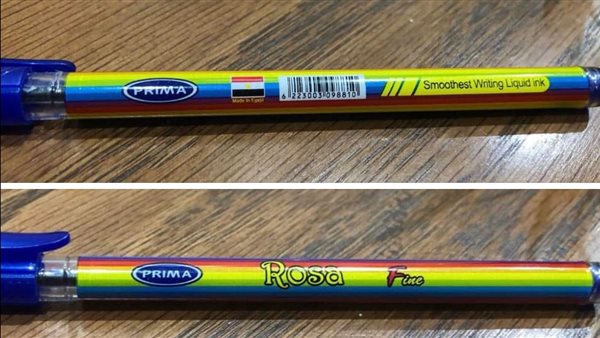 PRIMA
Made In Egypt
6 223003 098810
Smoothest Writing Liquid ink
PRIMA
Rosa
Fine